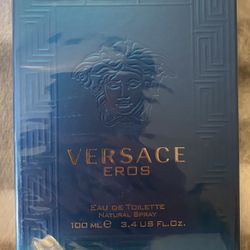 VERSACE
EROS
EAU DE TOILETTE
NATURAL SPRAY
100 ML ℮ 3.4 US FL.OZ.